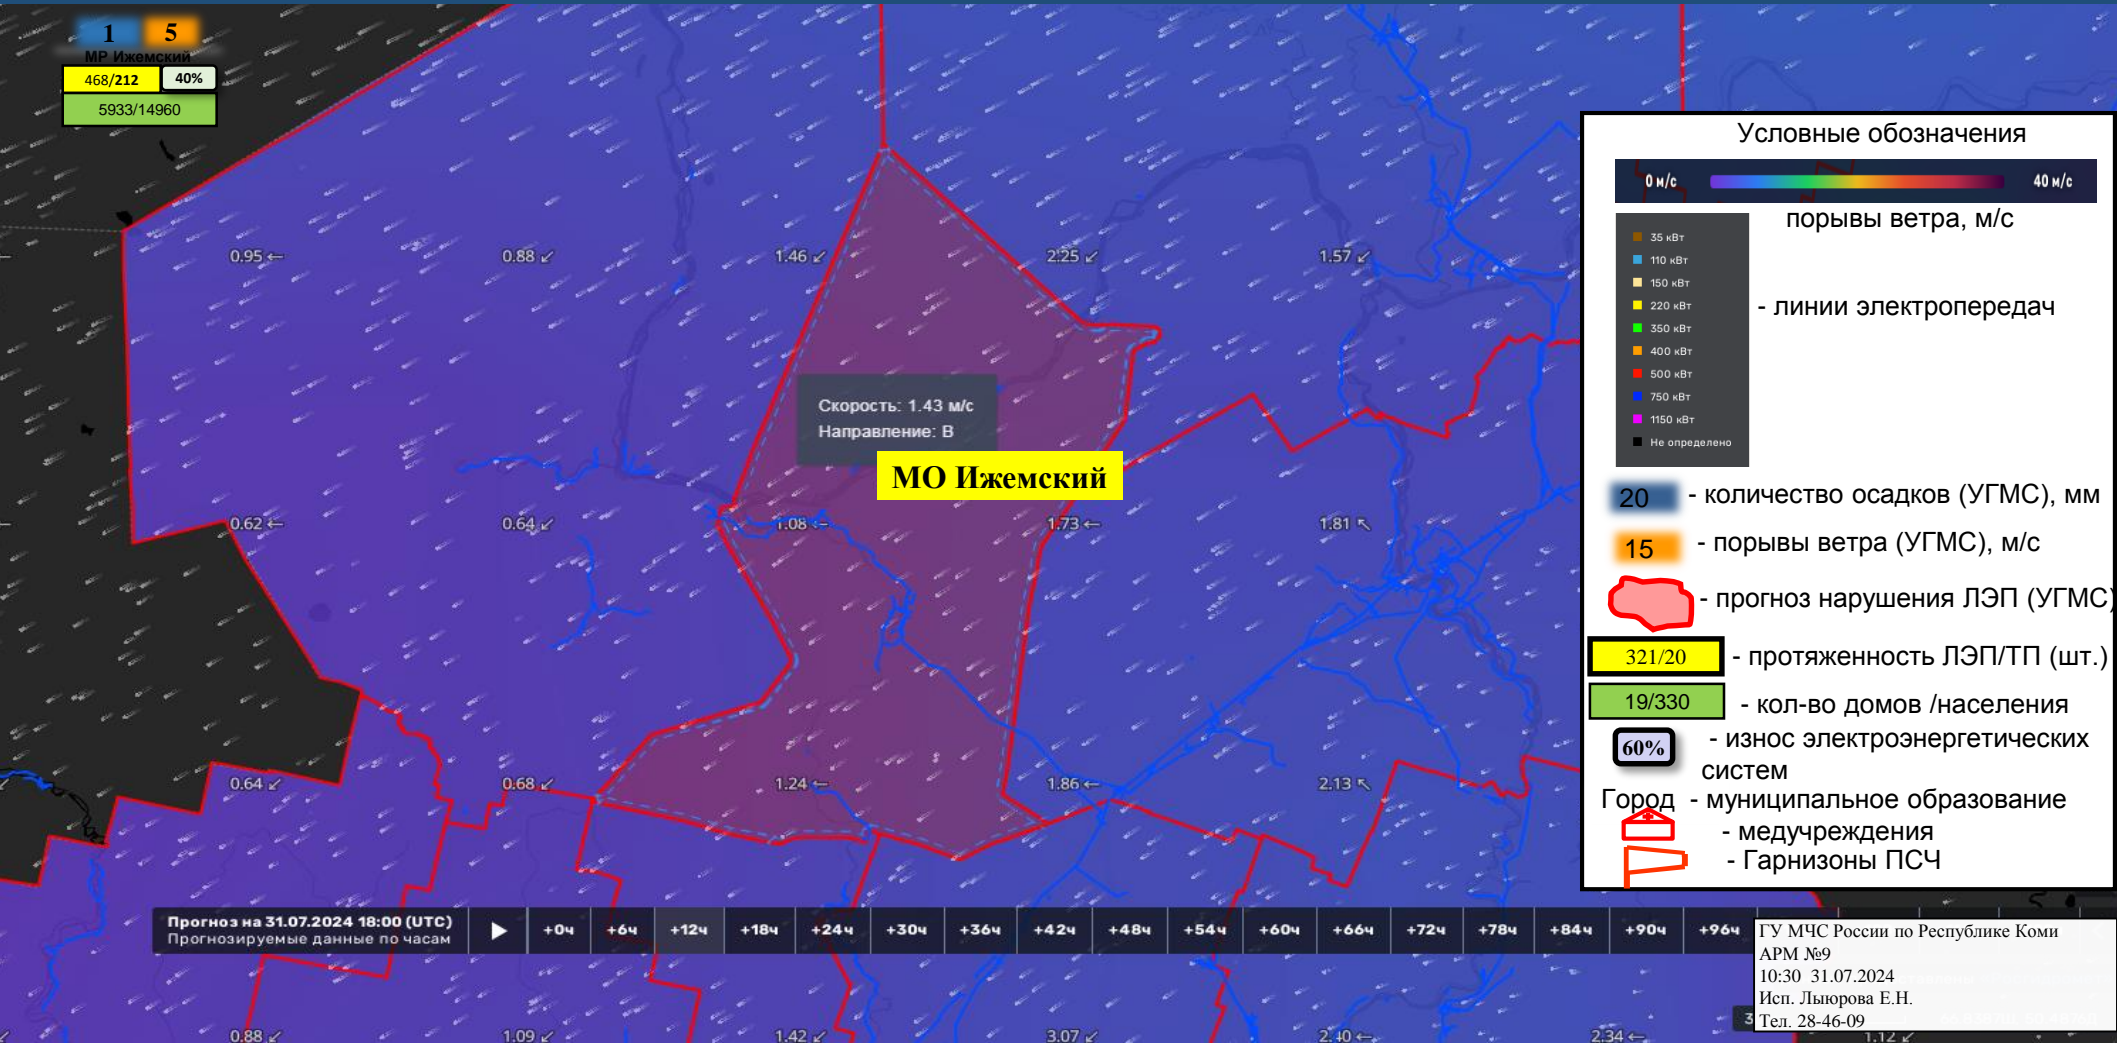 1 5
МР Ижемский
468/212 40%
5933/14960
0.95 ←
0.88 ↙
1.46 ↙
2.25 ↙
1.57 ↙
Скорость: 1.43 м/с
Направление: В
МО Ижемский
0.62 ←
0.64 ↙
1.08 ←
1.73 ←
1.81 ↖
0.64 ↙
0.68 ↙
1.24 ←
1.86 ←
2.13 ↖
0.88 ↙
1.09 ↙
1.42 ↙
3.07 ↙
2.40 ←
2.34 ←
1.12 ↙
Условные обозначения
0 м/с 40 м/с
порывы ветра, м/с
35 кВт
110 кВт
150 кВт
220 кВт
350 кВт
400 кВт
500 кВт
750 кВт
1150 кВт
Не определено
- линии электропередач
20 - количество осадков (УГМС), мм
15 - порывы ветра (УГМС), м/с
- прогноз нарушения ЛЭП (УГМС)
321/20 - протяженность ЛЭП/ТП (шт.)
19/330 - кол-во домов /населения
60% - износ электроэнергетических
систем
Город - муниципальное образование
- медучреждения
- Гарнизоны ПСЧ
Прогноз на 31.07.2024 18:00 (UTC)
Прогнозируемые данные по часам
+0ч +6ч +12ч +18ч +24ч +30ч +36ч +42ч +48ч +54ч +60ч +66ч +72ч +78ч +84ч +90ч +96ч
ГУ МЧС России по Республике Коми
АРМ №9
10:30 31.07.2024
Исп. Лыюрова Е.Н.
Тел. 28-46-09